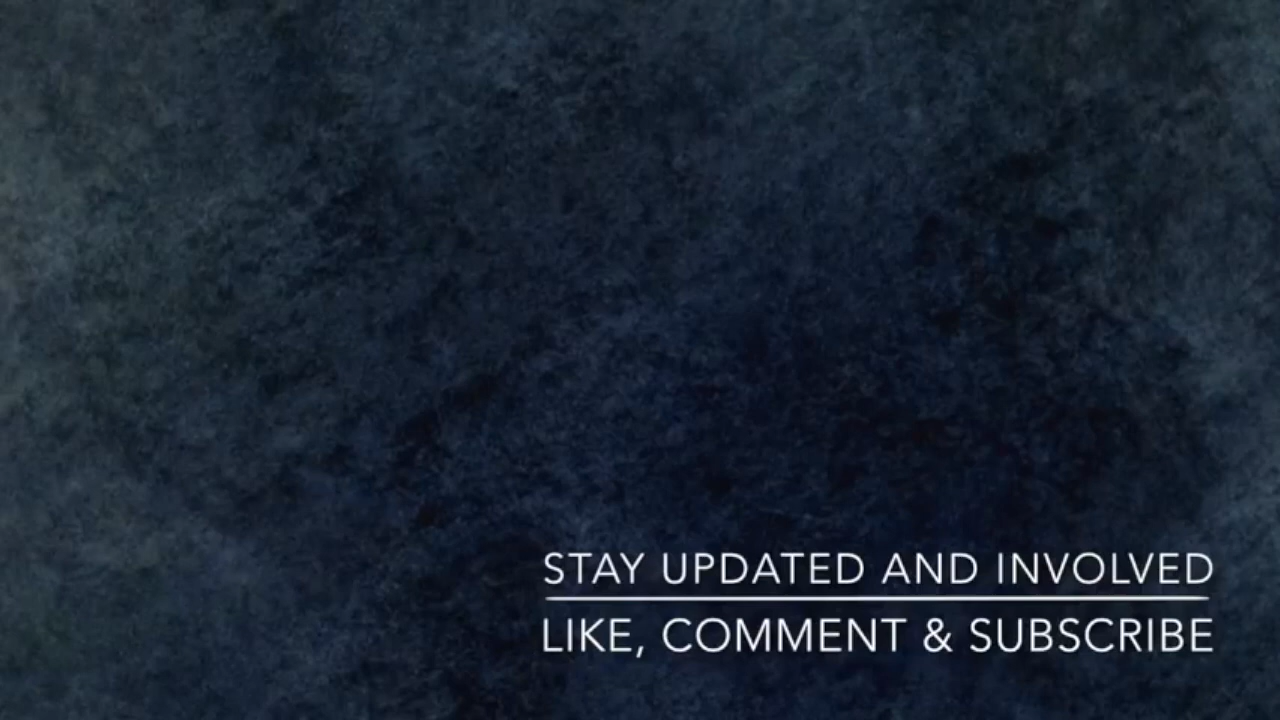 STAY UPDATED AND INVOLVED
LIKE, COMMENT & SUBSCRIBE